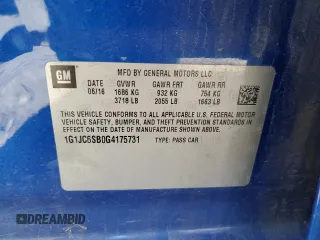 GM
MFD BY GENERAL MOTORS LLC
DATE GVWR GAWR FRT GAWR RR
06/16 1686 KG 932 KG 754 KG
3718 LB 2055 LB 1663 LB
THIS VEHICLE CONFORMS TO ALL APPLICABLE U.S. FEDERAL MOTOR
VEHICLE SAFETY, BUMPER, AND THEFT PREVENTION STANDARDS IN
EFFECT ON THE DATE OF MANUFACTURE SHOWN ABOVE.
1G1JC6SB0G4175731 TYPE: PASS CAR
DREAMBID